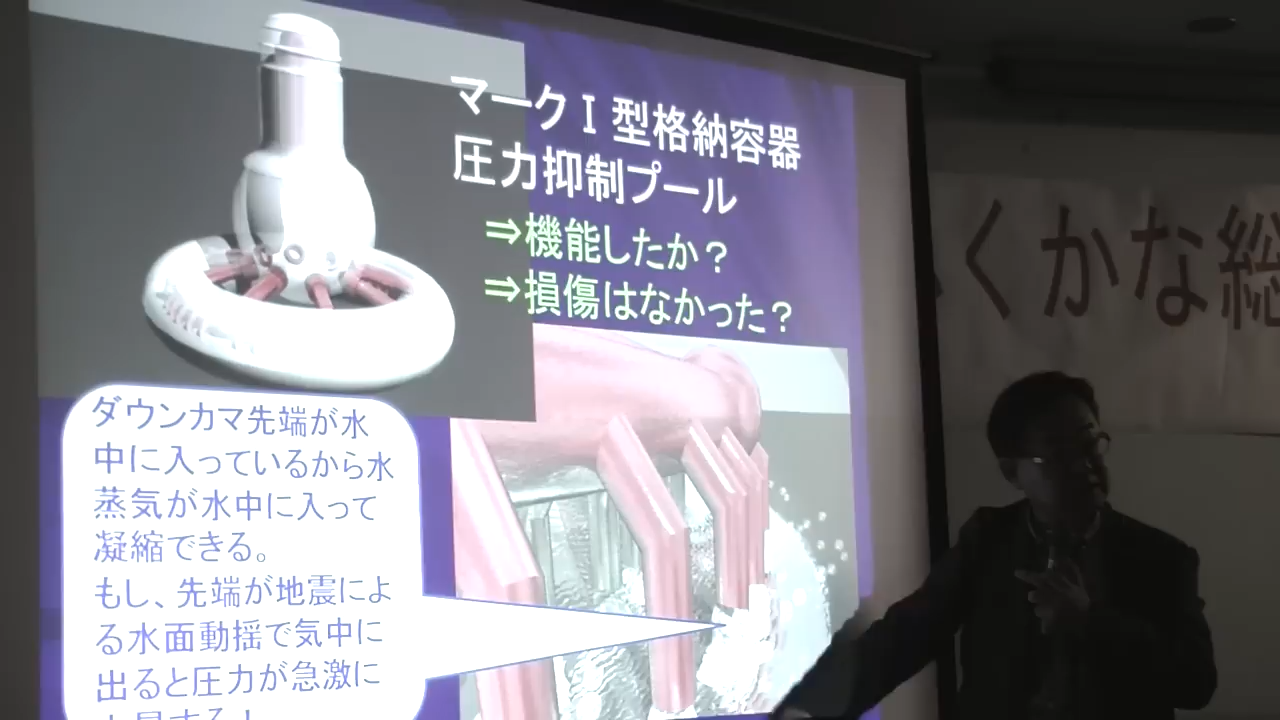 マークⅠ型格納容器
圧力抑制プール
⇒機能したか？
⇒損傷はなかった？
ダウンカマ先端が水
中に入っているから水
蒸気が水中に入って
凝縮できる。
もし、先端が地震によ
る水面動揺で気中に
出ると圧力が急激に
くかな総